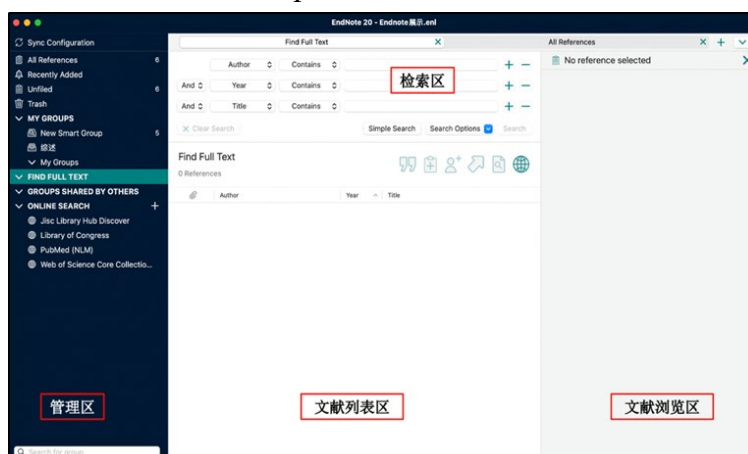 EndNote 20 - Endnote展示.enl
Sync Configuration
All References 6
Recently Added
Unfiled 6
Trash
MY GROUPS
New Smart Group 5
综述
My Groups
FIND FULL TEXT
GROUPS SHARED BY OTHERS
ONLINE SEARCH +
Jisc Library Hub Discover
Library of Congress
PubMed (NLM)
Web of Science Core Collectio...
管理区
Search for group
Find Full Text
Author Contains
And Year Contains
And Title Contains
检索区
Clear Search Simple Search Search Options Search
Find Full Text
0 References
Author Year Title
文献列表区
All References
No reference selected
文献浏览区